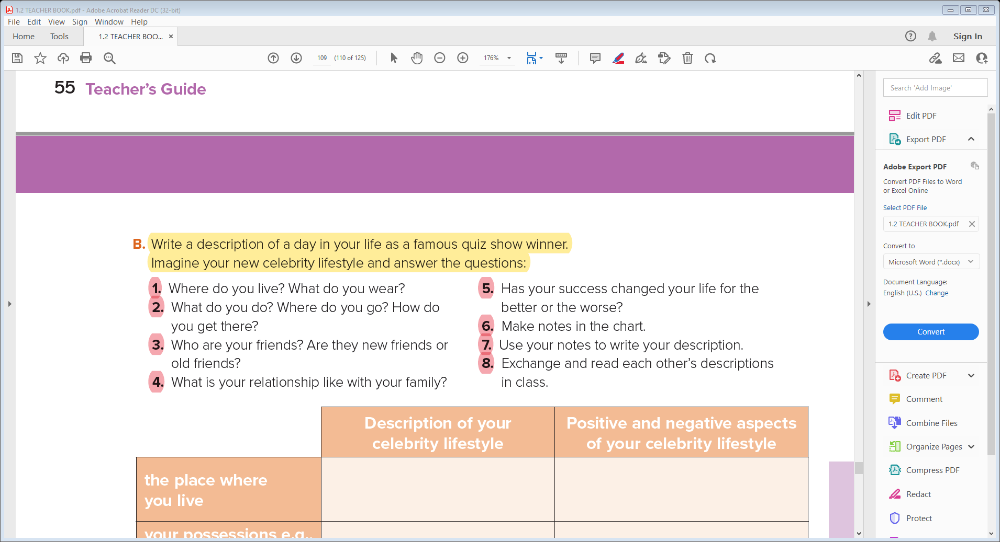 1.2 TEACHER BOOK.pdf - Adobe Acrobat Reader DC (32-bit)
File Edit View Sign Window Help
Home Tools 1.2 TEACHER BOO... × Sign In
109 (110 of 125) 176%
55 Teacher's Guide
B. Write a description of a day in your life as a famous quiz show winner.
Imagine your new celebrity lifestyle and answer the questions:
1. Where do you live? What do you wear?
2. What do you do? Where do you go? How do
you get there?
3. Who are your friends? Are they new friends or
old friends?
4. What is your relationship like with your family?
5. Has your success changed your life for the
better or the worse?
6. Make notes in the chart.
7. Use your notes to write your description.
8. Exchange and read each other's descriptions
in class.
Description of your
celebrity lifestyle
Positive and negative aspects
of your celebrity lifestyle
the place where
you live
your possessions e.g.,
Search 'Add Image'
Edit PDF
Export PDF
Adobe Export PDF
Convert PDF Files to Word
or Excel Online
Select PDF File
1.2 TEACHER BOOK.pdf
Convert to
Microsoft Word (*.docx)
Document Language:
English (U.S.) Change
Convert
Create PDF
Comment
Combine Files
Organize Pages
Compress PDF
Redact
Protect